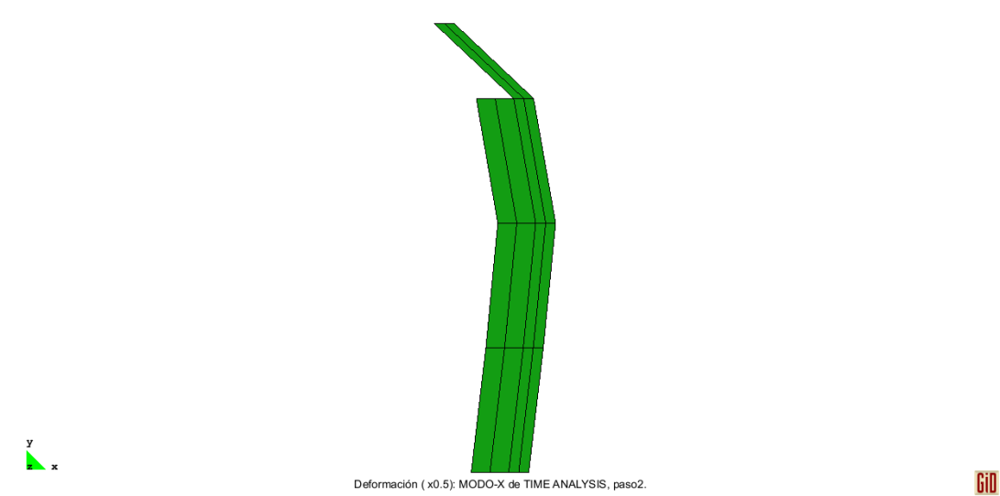 y
z
x
Deformación ( x0.5): MODO-X de TIME ANALYSIS, paso2.
GiD